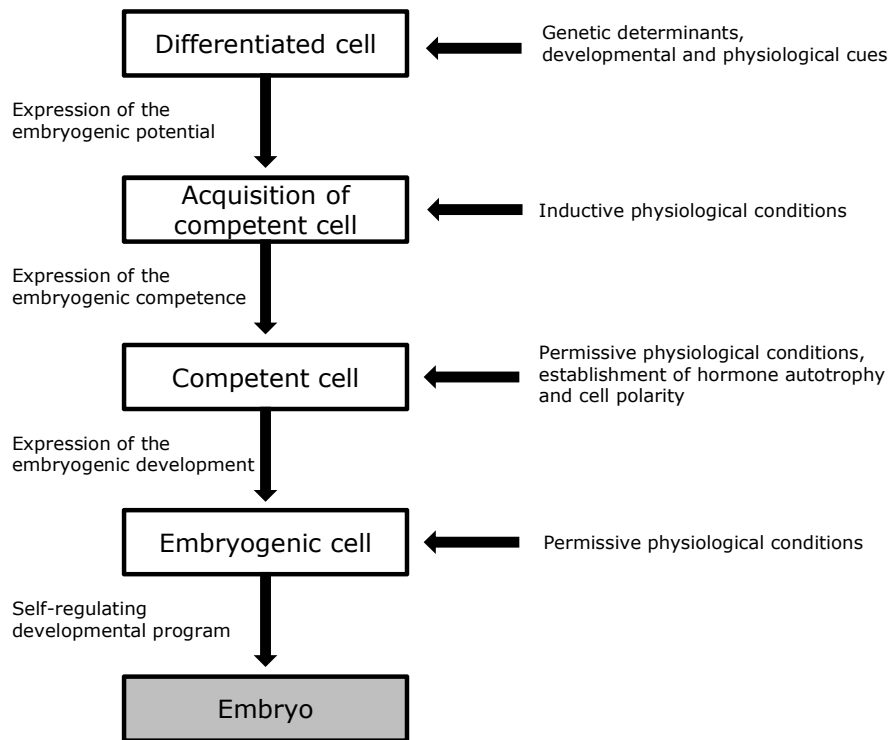 Differentiated cell
Genetic determinants,
developmental and physiological cues
Expression of the
embryogenic potential
Acquisition of
competent cell
Inductive physiological conditions
Expression of the
embryogenic competence
Competent cell
Permissive physiological conditions,
establishment of hormone autotrophy
and cell polarity
Expression of the
embryogenic development
Embryogenic cell
Permissive physiological conditions
Self-regulating
developmental program
Embryo